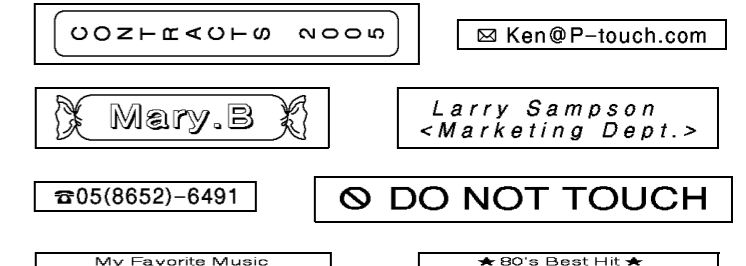 CONTRACTS 2005
✉ Ken@P-touch.com
Mary.B
Larry Sampson
<Marketing Dept.>
☎05(8652)-6491
🛇 DO NOT TOUCH
My Favorite Music
★ 80's Best Hit ★